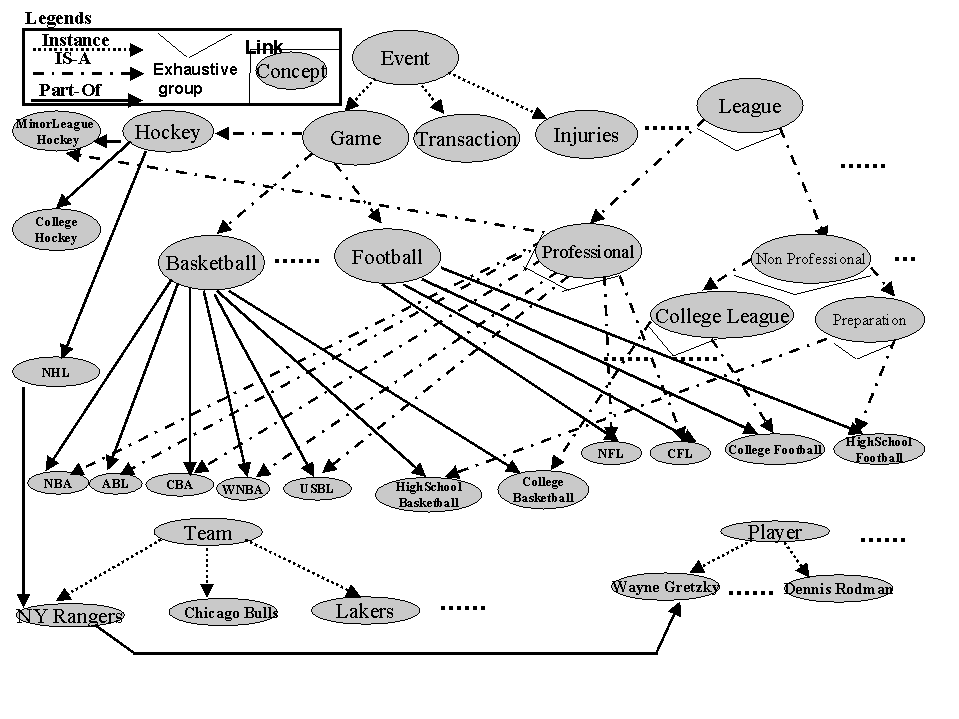 Legends
Instance
IS-A
Part-Of
Exhaustive
group
Link
Concept
Event
League
MinorLeague
Hockey
Hockey
Game
Transaction
Injuries
College
Hockey
Basketball
Football
Professional
Non Professional
College League
Preparation
NHL
NFL
CFL
College Football
HighSchool
Football
NBA
ABL
CBA
WNBA
USBL
HighSchool
Basketball
College
Basketball
Team
Player
NY Rangers
Chicago Bulls
Lakers
Wayne Gretzky
Dennis Rodman